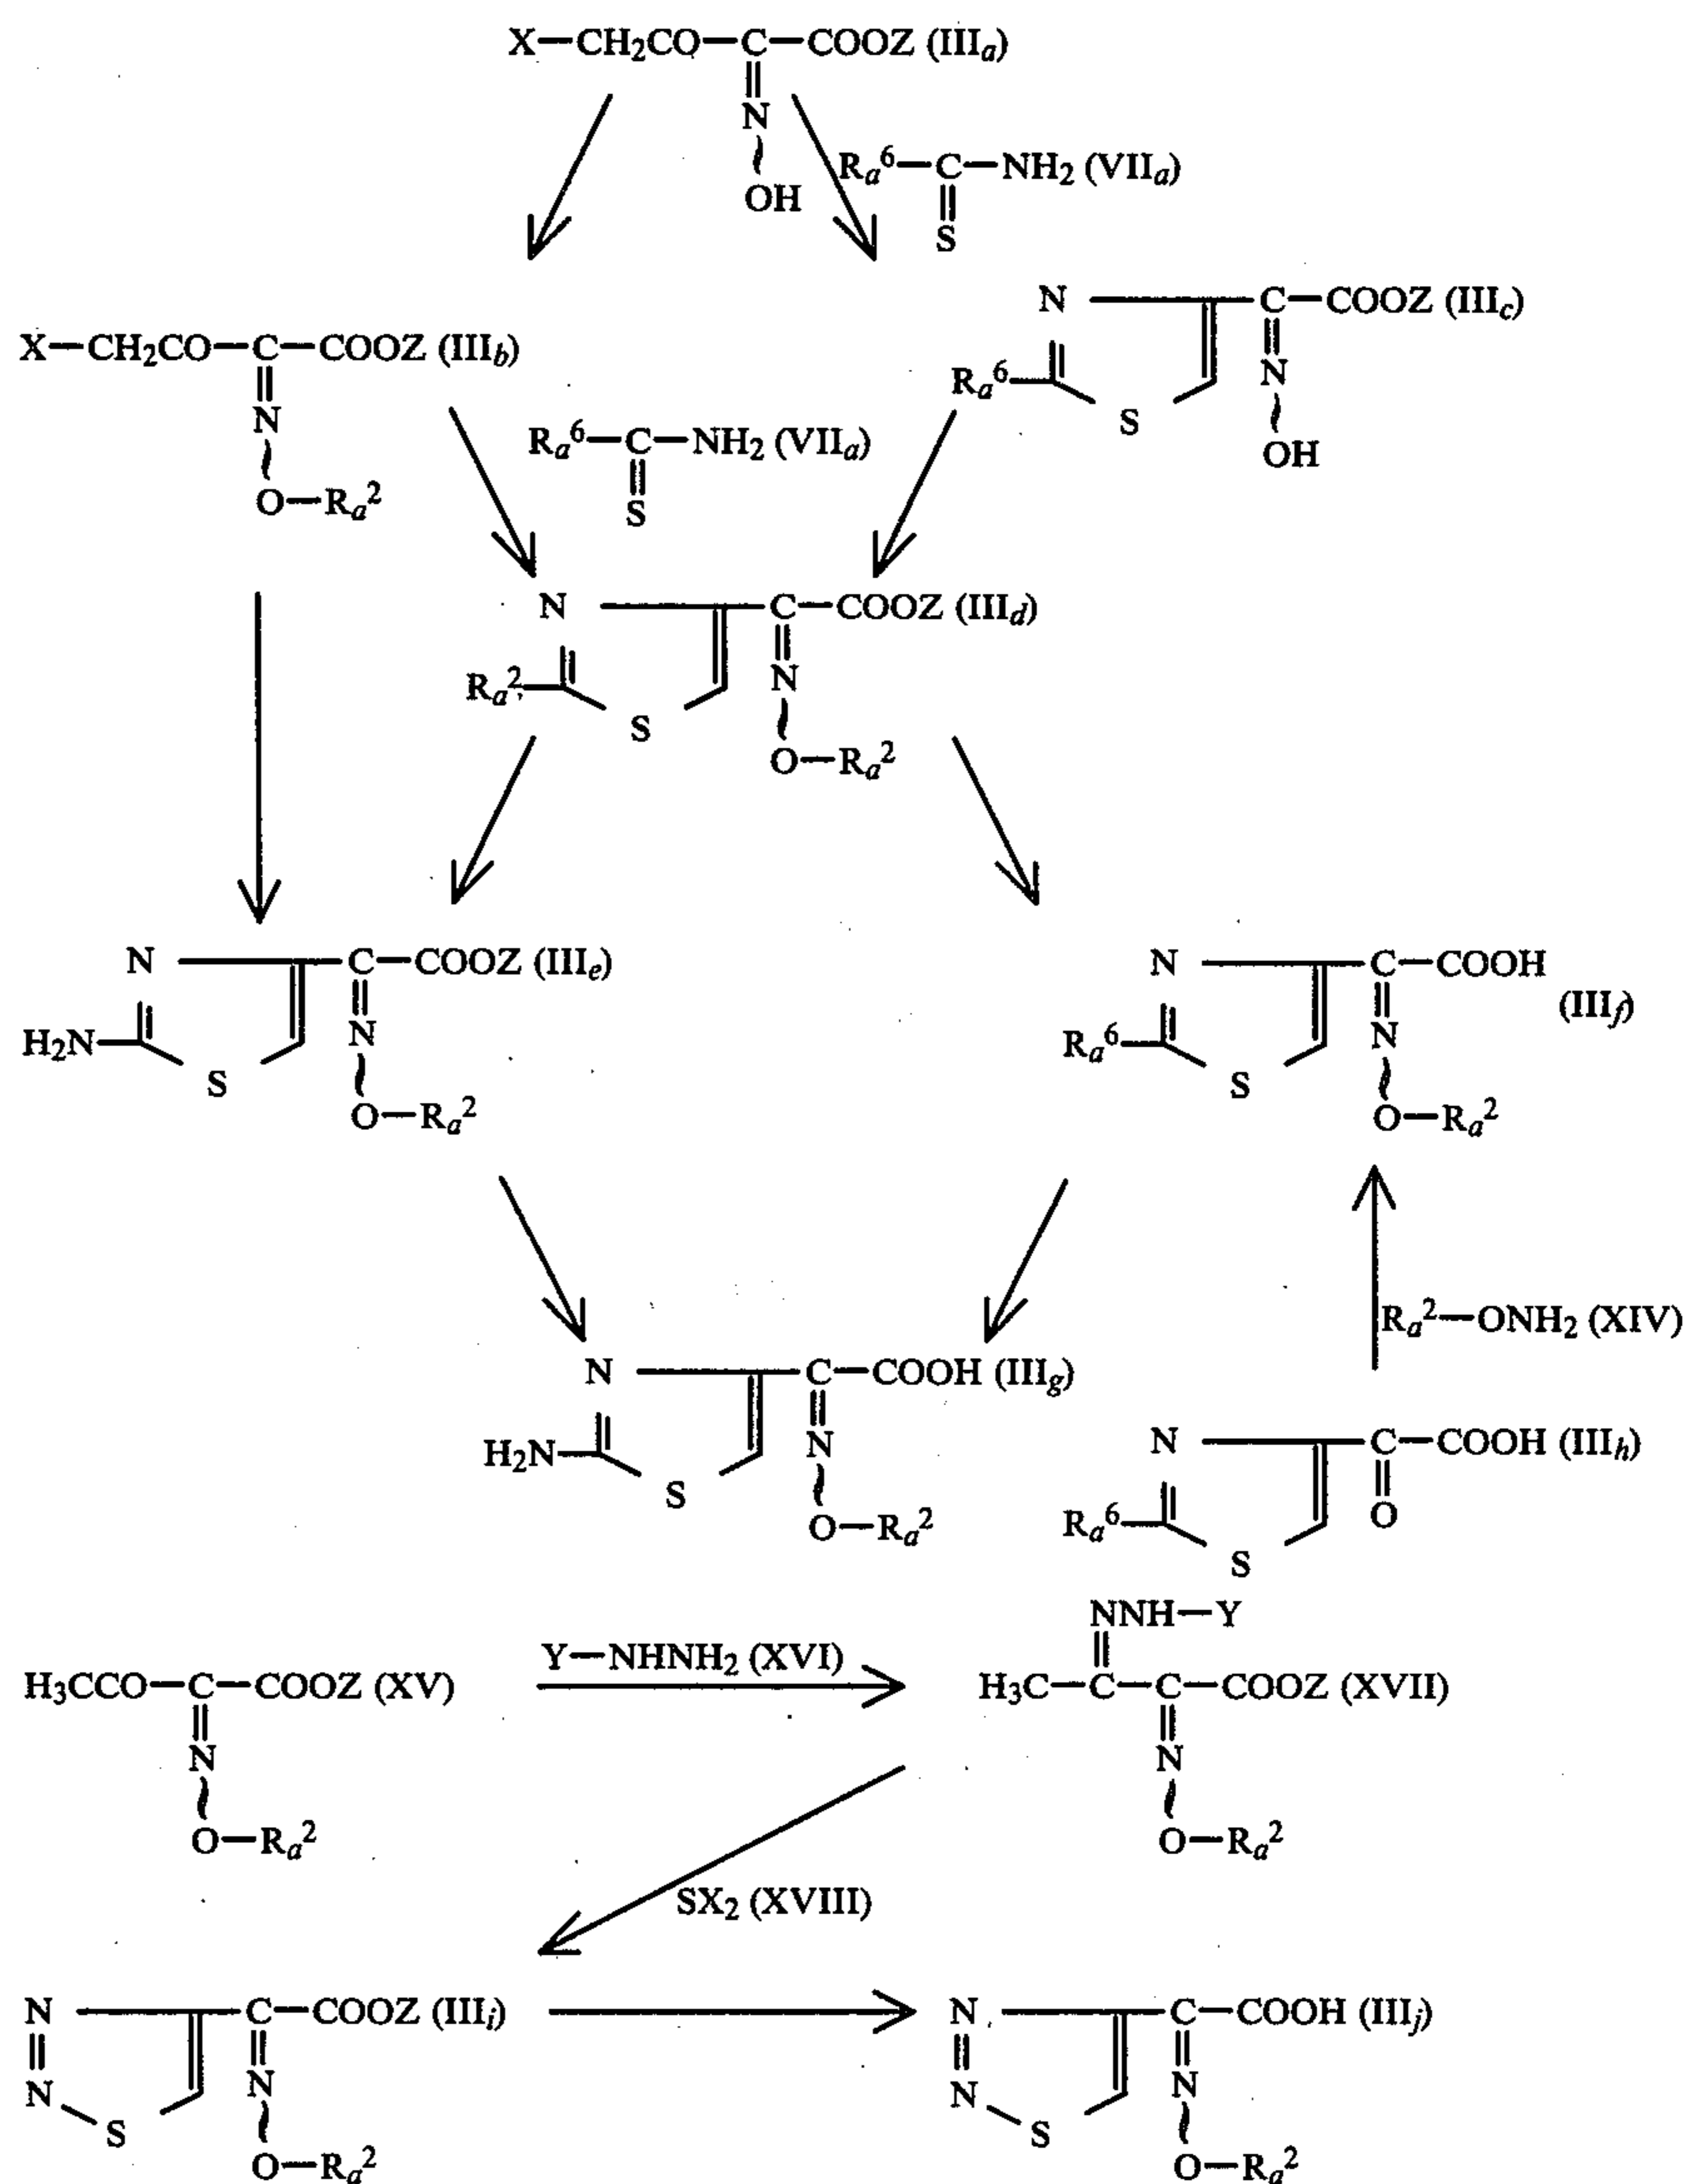 X—CH2CO—C—COOZ (IIIa)
N
OH
Ra6—C—NH2 (VIIa)
S
X—CH2CO—C—COOZ (IIIb)
N
O—Ra2
Ra6—C—NH2 (VIIa)
S
N C—COOZ (IIIc)
Ra6 S N
OH
N C—COOZ (IIId)
Ra2 S N
O—Ra2
N C—COOZ (IIIe)
H2N S N
O—Ra2
N C—COOH (IIIf)
Ra6 S N
O—Ra2
Ra2—ONH2 (XIV)
N C—COOH (IIIg)
H2N S N
O—Ra2
N C—COOH (IIIh)
Ra6 S O
H3CCO—C—COOZ (XV)
N
O—Ra2
Y—NHNH2 (XVI)
NNH—Y
H3C—C—C—COOZ (XVII)
N
O—Ra2
SX2 (XVIII)
N C—COOZ (IIIi)
N S N
O—Ra2
N C—COOH (IIIj)
N S N
O—Ra2